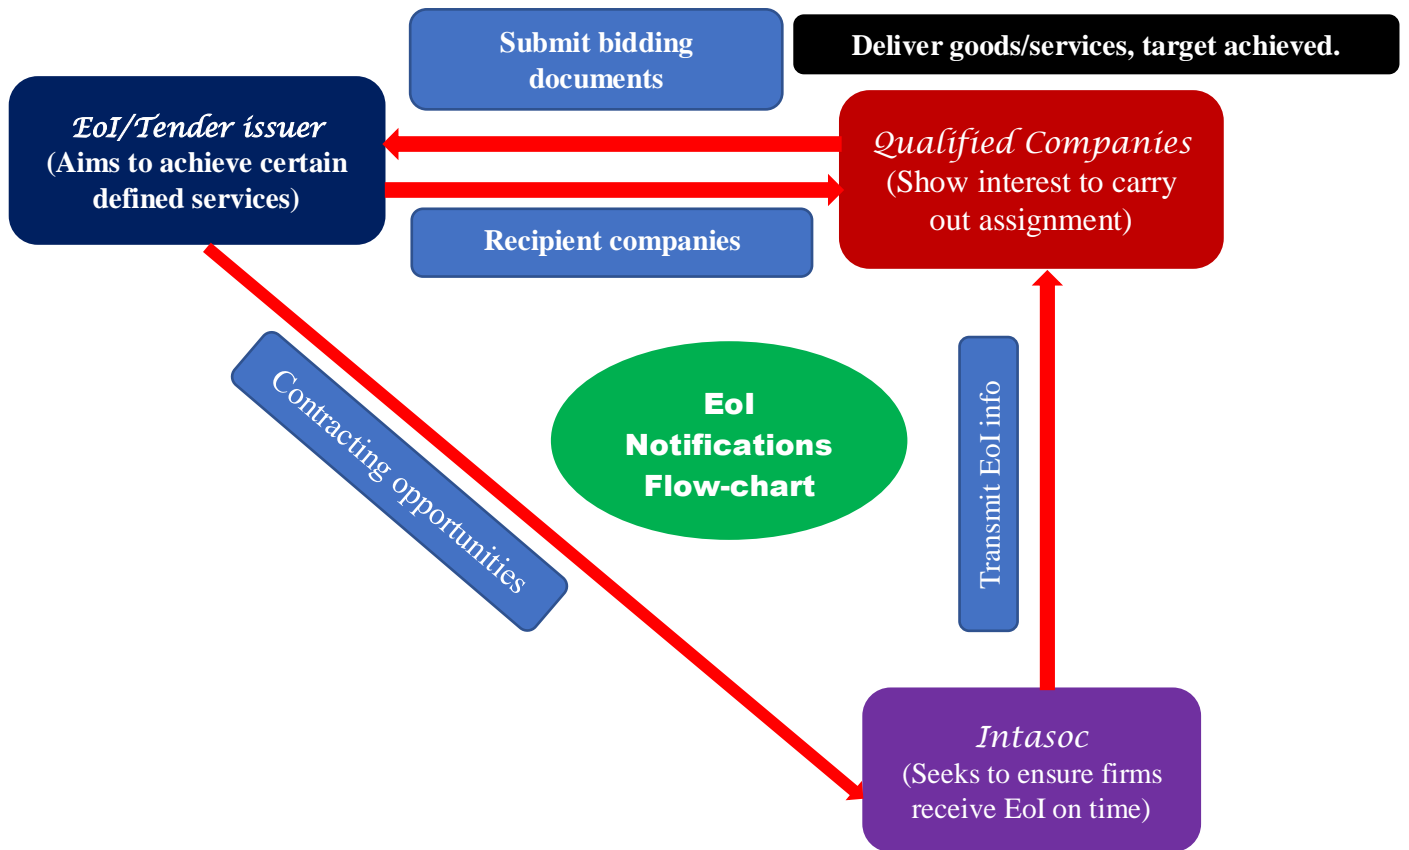 Submit bidding
documents
Deliver goods/services, target achieved.
EoI/Tender issuer
(Aims to achieve certain
defined services)
Qualified Companies
(Show interest to carry
out assignment)
Recipient companies
Contracting opportunities
EoI
Notifications
Flow-chart
Transmit EoI info
Intasoc
(Seeks to ensure firms
receive EoI on time)